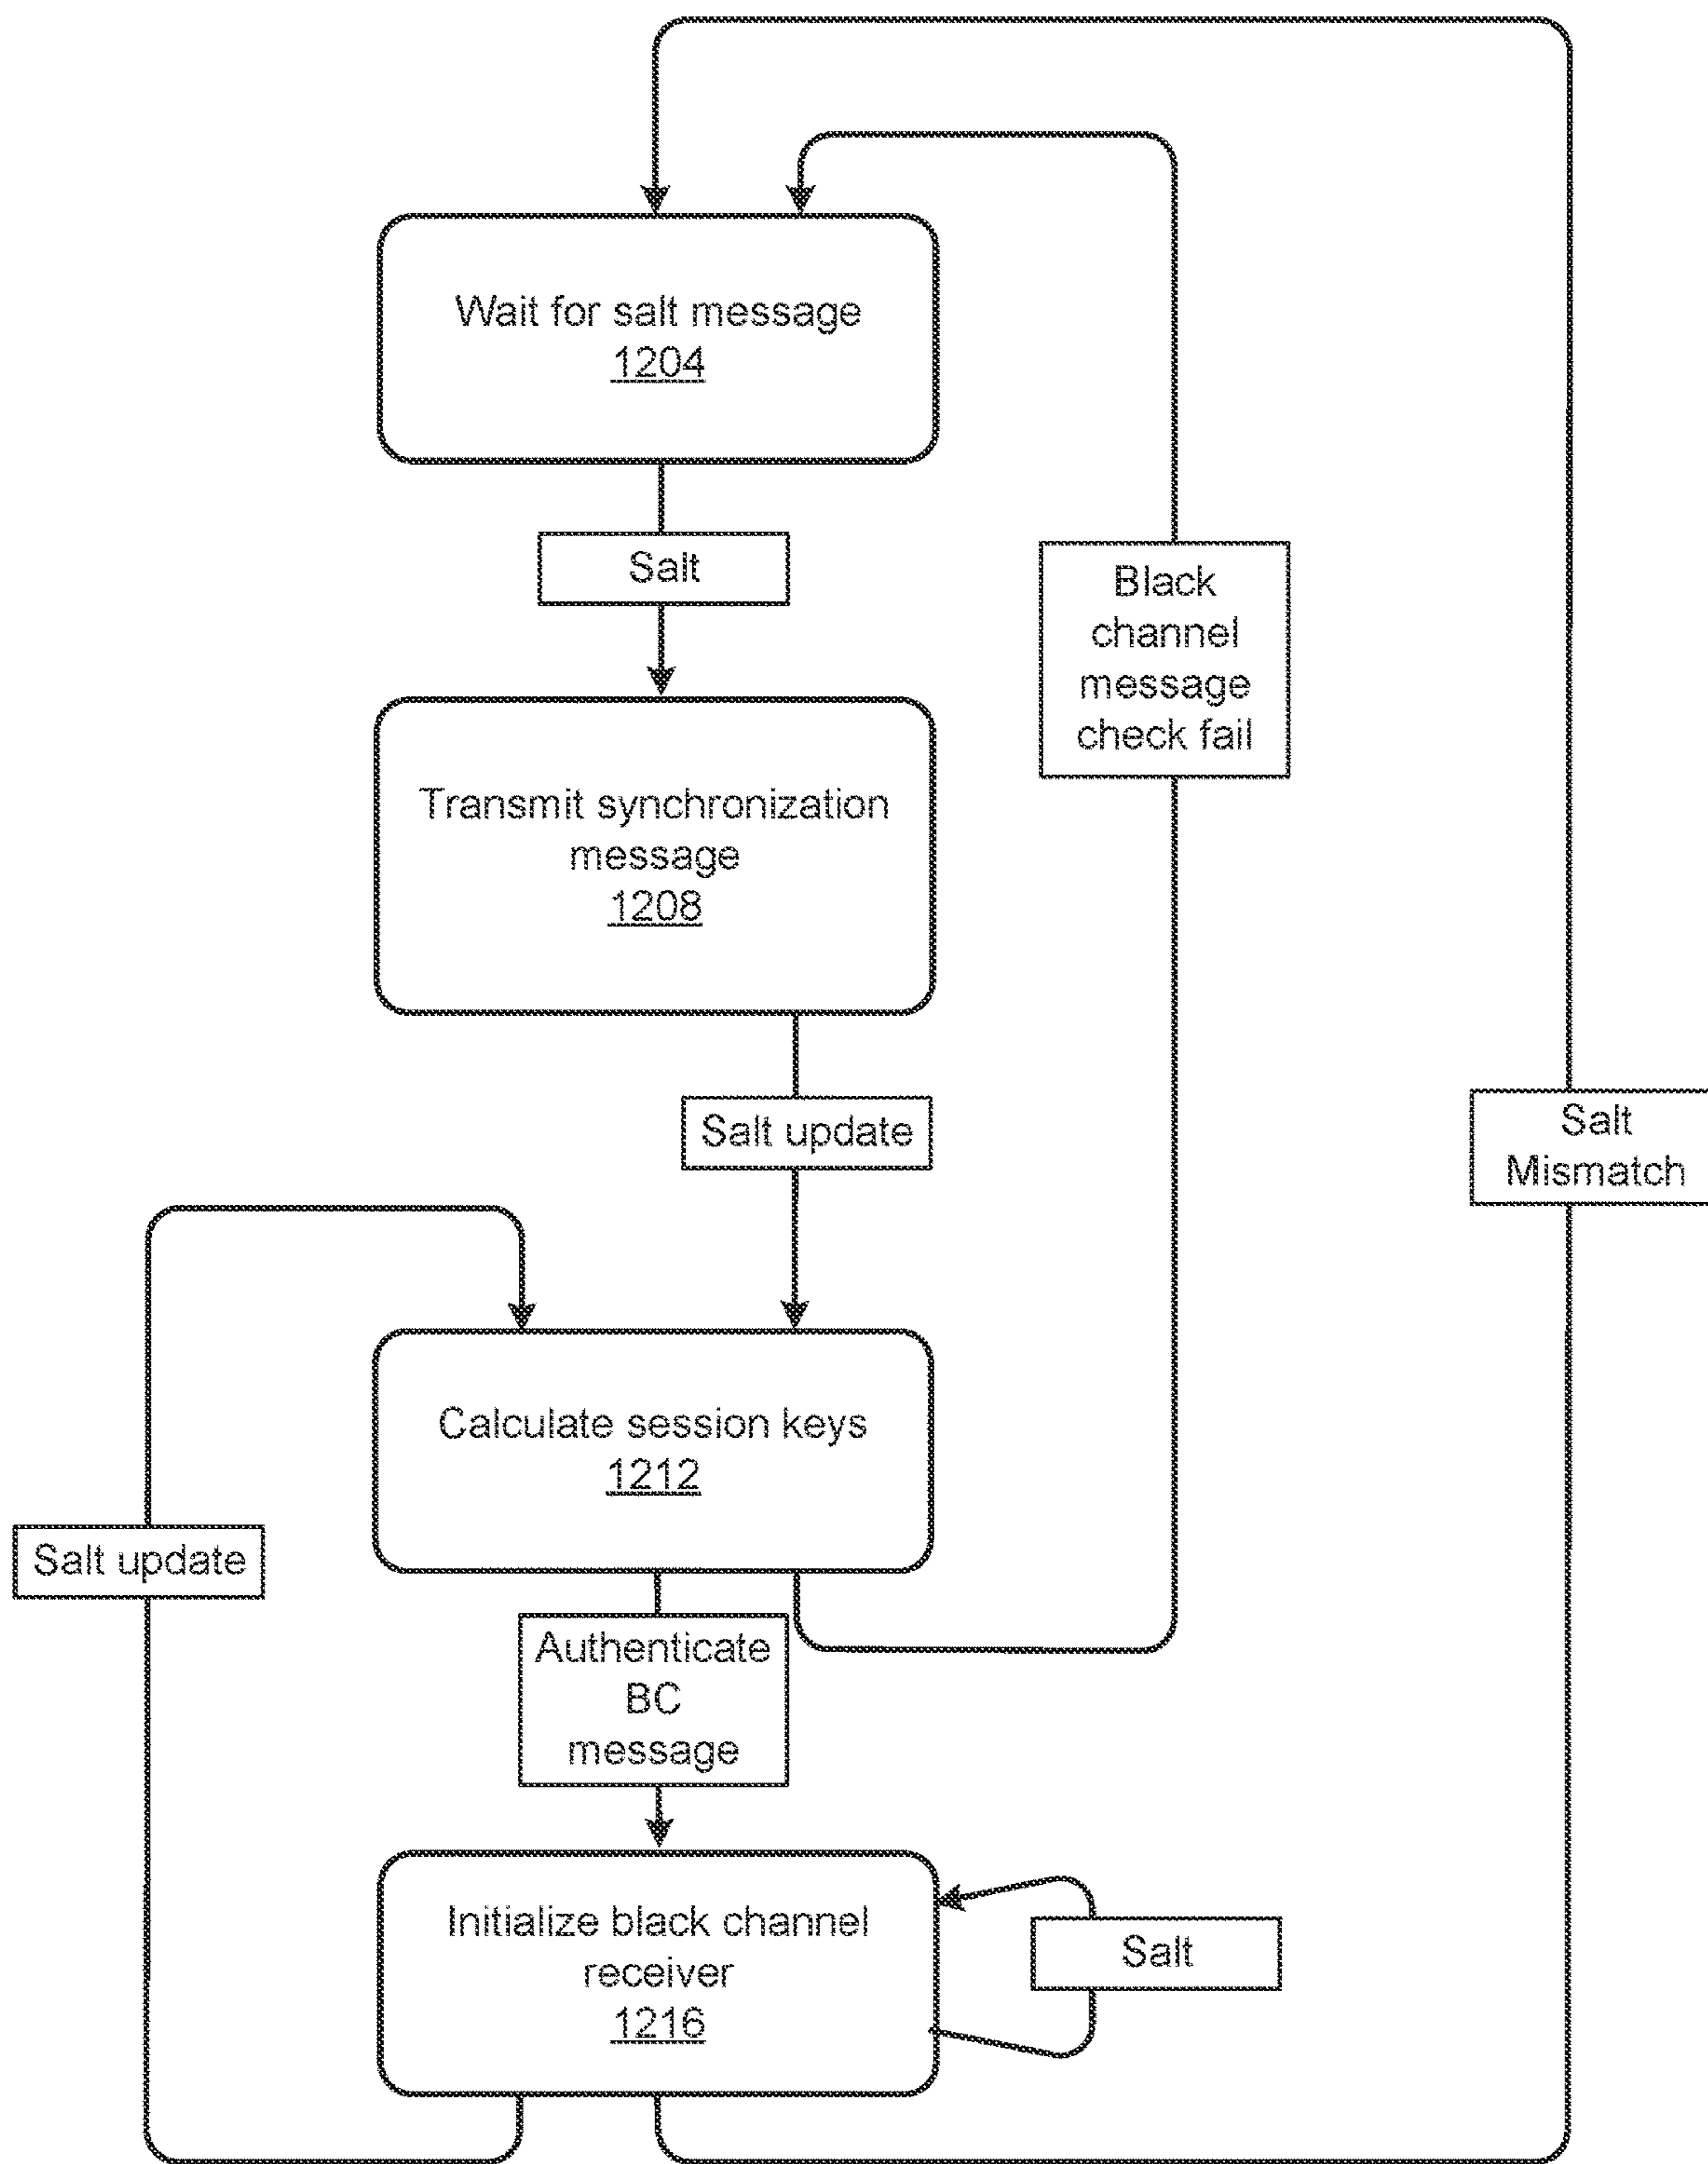 Wait for salt message
1204
Salt
Black
channel
message
check fail
Transmit synchronization
message
1208
Salt update
Salt
Mismatch
Calculate session keys
1212
Salt update
Authenticate
BC
message
Initialize black channel
receiver
1216
Salt